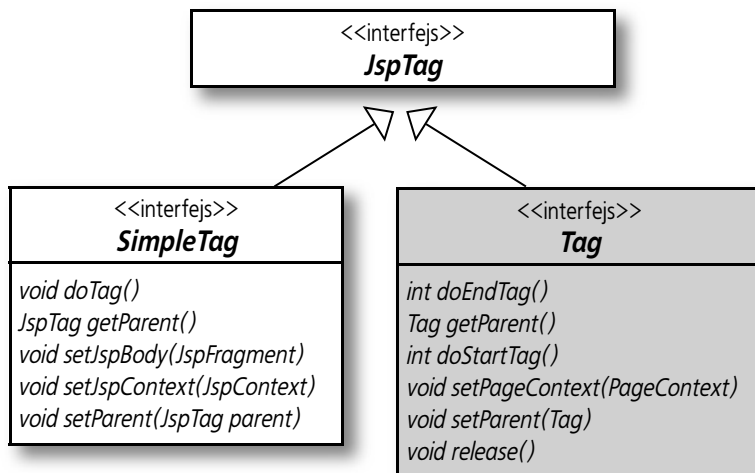 <<interfejs>>
JspTag
<<interfejs>>
SimpleTag
void doTag()
JspTag getParent()
void setJspBody(JspFragment)
void setJspContext(JspContext)
void setParent(JspTag parent)
<<interfejs>>
Tag
int doEndTag()
Tag getParent()
int doStartTag()
void setPageContext(PageContext)
void setParent(Tag)
void release()